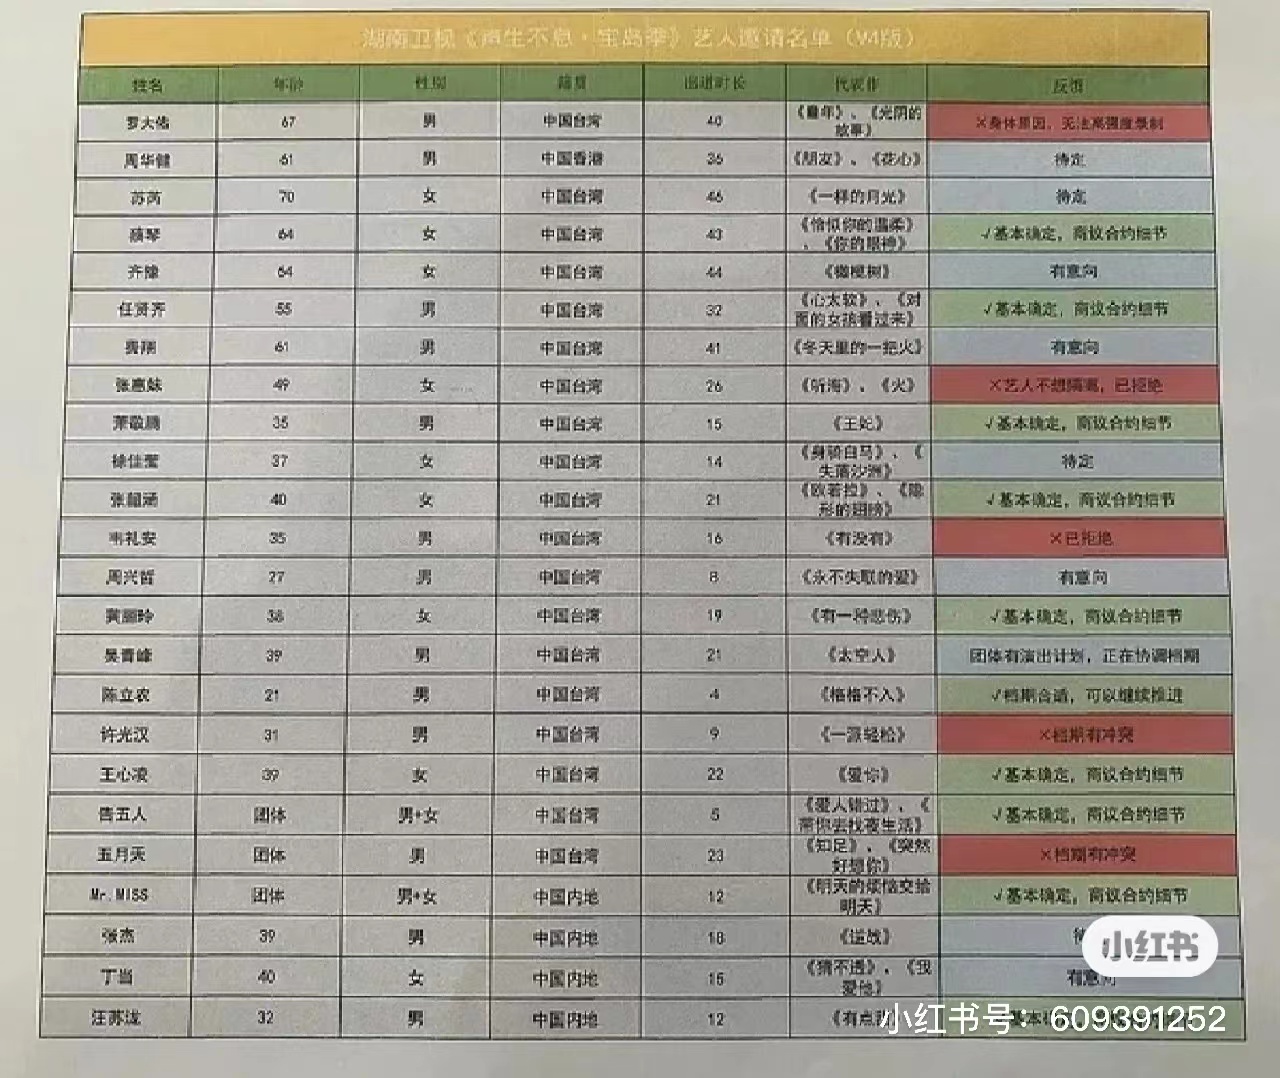 湖南卫视《声生不息·宝岛季》艺人邀请名单（V4版）
姓名 年龄 性别 籍贯 出道时长 代表作 反馈
罗大佑 67 男 中国台湾 40 《童年》、《光阴的故事》 ×身体原因，无法高强度录制
周华健 61 男 中国香港 36 《朋友》、《花心》 待定
苏芮 70 女 中国台湾 46 《一样的月光》 待定
蔡琴 64 女 中国台湾 43 《恰似你的温柔》、《你的眼神》 √基本确定，商议合约细节
齐豫 64 女 中国台湾 44 《橄榄树》 有意向
任贤齐 55 男 中国台湾 32 《心太软》、《对面的女孩看过来》 √基本确定，商议合约细节
费翔 61 男 中国台湾 41 《冬天里的一把火》 有意向
张惠妹 49 女 中国台湾 26 《听海》、《火》 ×艺人不想隔离，已拒绝
萧敬腾 35 男 中国台湾 15 《王妃》 √基本确定，商议合约细节
徐佳莹 37 女 中国台湾 14 《身骑白马》、《失落沙洲》 待定
张韶涵 40 女 中国台湾 21 《欧若拉》、《隐形的翅膀》 √基本确定，商议合约细节
韦礼安 35 男 中国台湾 16 《有没有》 ×已拒绝
周兴哲 27 男 中国台湾 8 《永不失联的爱》 有意向
黄丽玲 38 女 中国台湾 19 《有一种悲伤》 √基本确定，商议合约细节
吴青峰 39 男 中国台湾 21 《太空人》 团体有演出计划，正在协调档期
陈立农 21 男 中国台湾 4 《格格不入》 √档期合适，可以继续推进
许光汉 31 男 中国台湾 9 《一派轻松》 ×档期有冲突
王心凌 39 女 中国台湾 22 《爱你》 √基本确定，商议合约细节
告五人 团体 男+女 中国台湾 5 《爱人错过》、《带你去找夜生活》 √基本确定，商议合约细节
五月天 团体 男 中国台湾 23 《知足》、《突然好想你》 ×档期有冲突
Mr.MISS 团体 男+女 中国内地 12 《明天的烦恼交给明天》 √基本确定，商议合约细节
张杰 39 男 中国内地 18 《逆战》 待
丁当 40 女 中国内地 15 《猜不透》、《我爱他》 有意向
汪苏泷 32 男 中国内地 12 《有点甜
小红书
小红书号：609391252